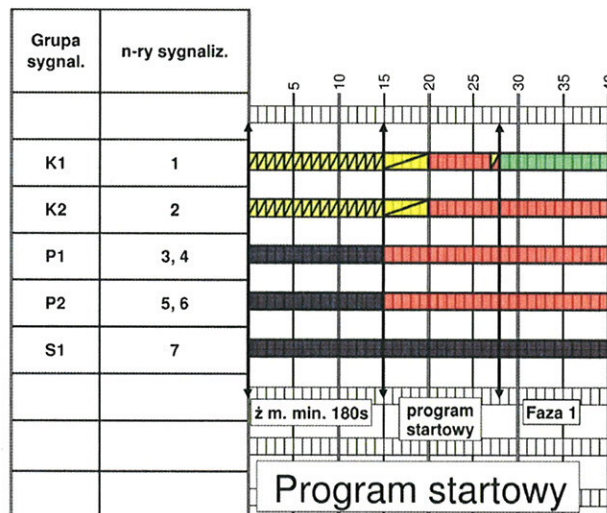 Grupa
sygnal.
n-ry sygnaliz.
5
10
15
20
25
30
35
40
K1
1
K2
2
P1
3, 4
P2
5, 6
S1
7
ż m. min. 180s
program
startowy
Faza 1
Program startowy